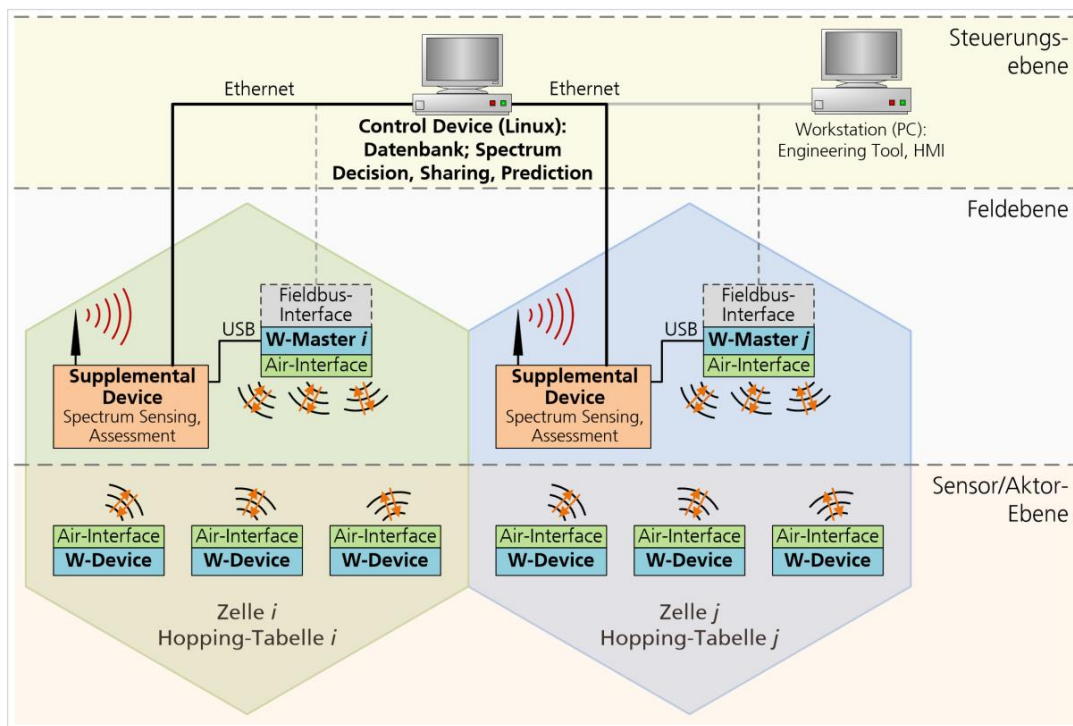 Steuerungs-
ebene
Ethernet
Ethernet
Control Device (Linux):
Datenbank; Spectrum
Decision, Sharing, Prediction
Workstation (PC):
Engineering Tool, HMI
Feldebene
Fieldbus-
Interface
USB
W-Master i
Air-Interface
Supplemental
Device
Spectrum Sensing,
Assessment
Fieldbus-
Interface
USB
W-Master j
Air-Interface
Supplemental
Device
Spectrum Sensing,
Assessment
Sensor/Aktor-
Ebene
Air-Interface
W-Device
Air-Interface
W-Device
Air-Interface
W-Device
Air-Interface
W-Device
Air-Interface
W-Device
Air-Interface
W-Device
Zelle i
Hopping-Tabelle i
Zelle j
Hopping-Tabelle j